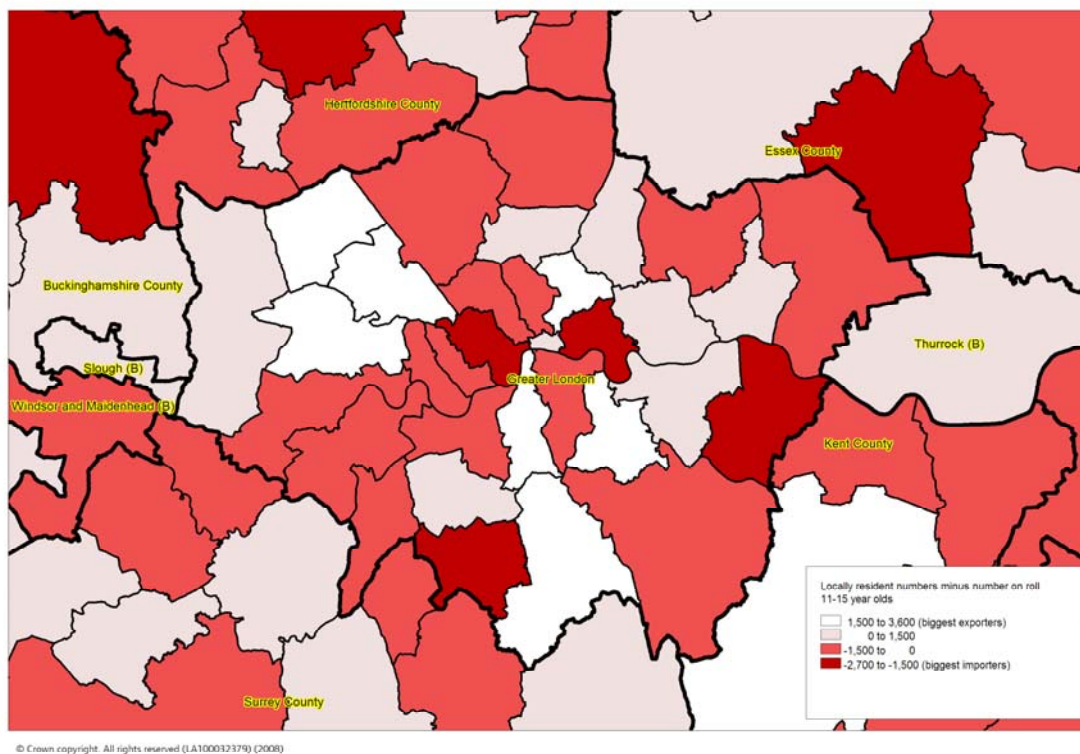 Hertfordshire County
Essex County
Buckinghamshire County
Thurrock (B)
Slough (B)
Greater London
Windsor and Maidenhead (B)
Kent County
Surrey County
Locally resident numbers minus number on roll
11-15 year olds
1,500 to 3,600 (biggest exporters)
0 to 1,500
-1,500 to 0
-2,700 to -1,500 (biggest importers)
© Crown copyright. All rights reserved (LA100032379) (2008)